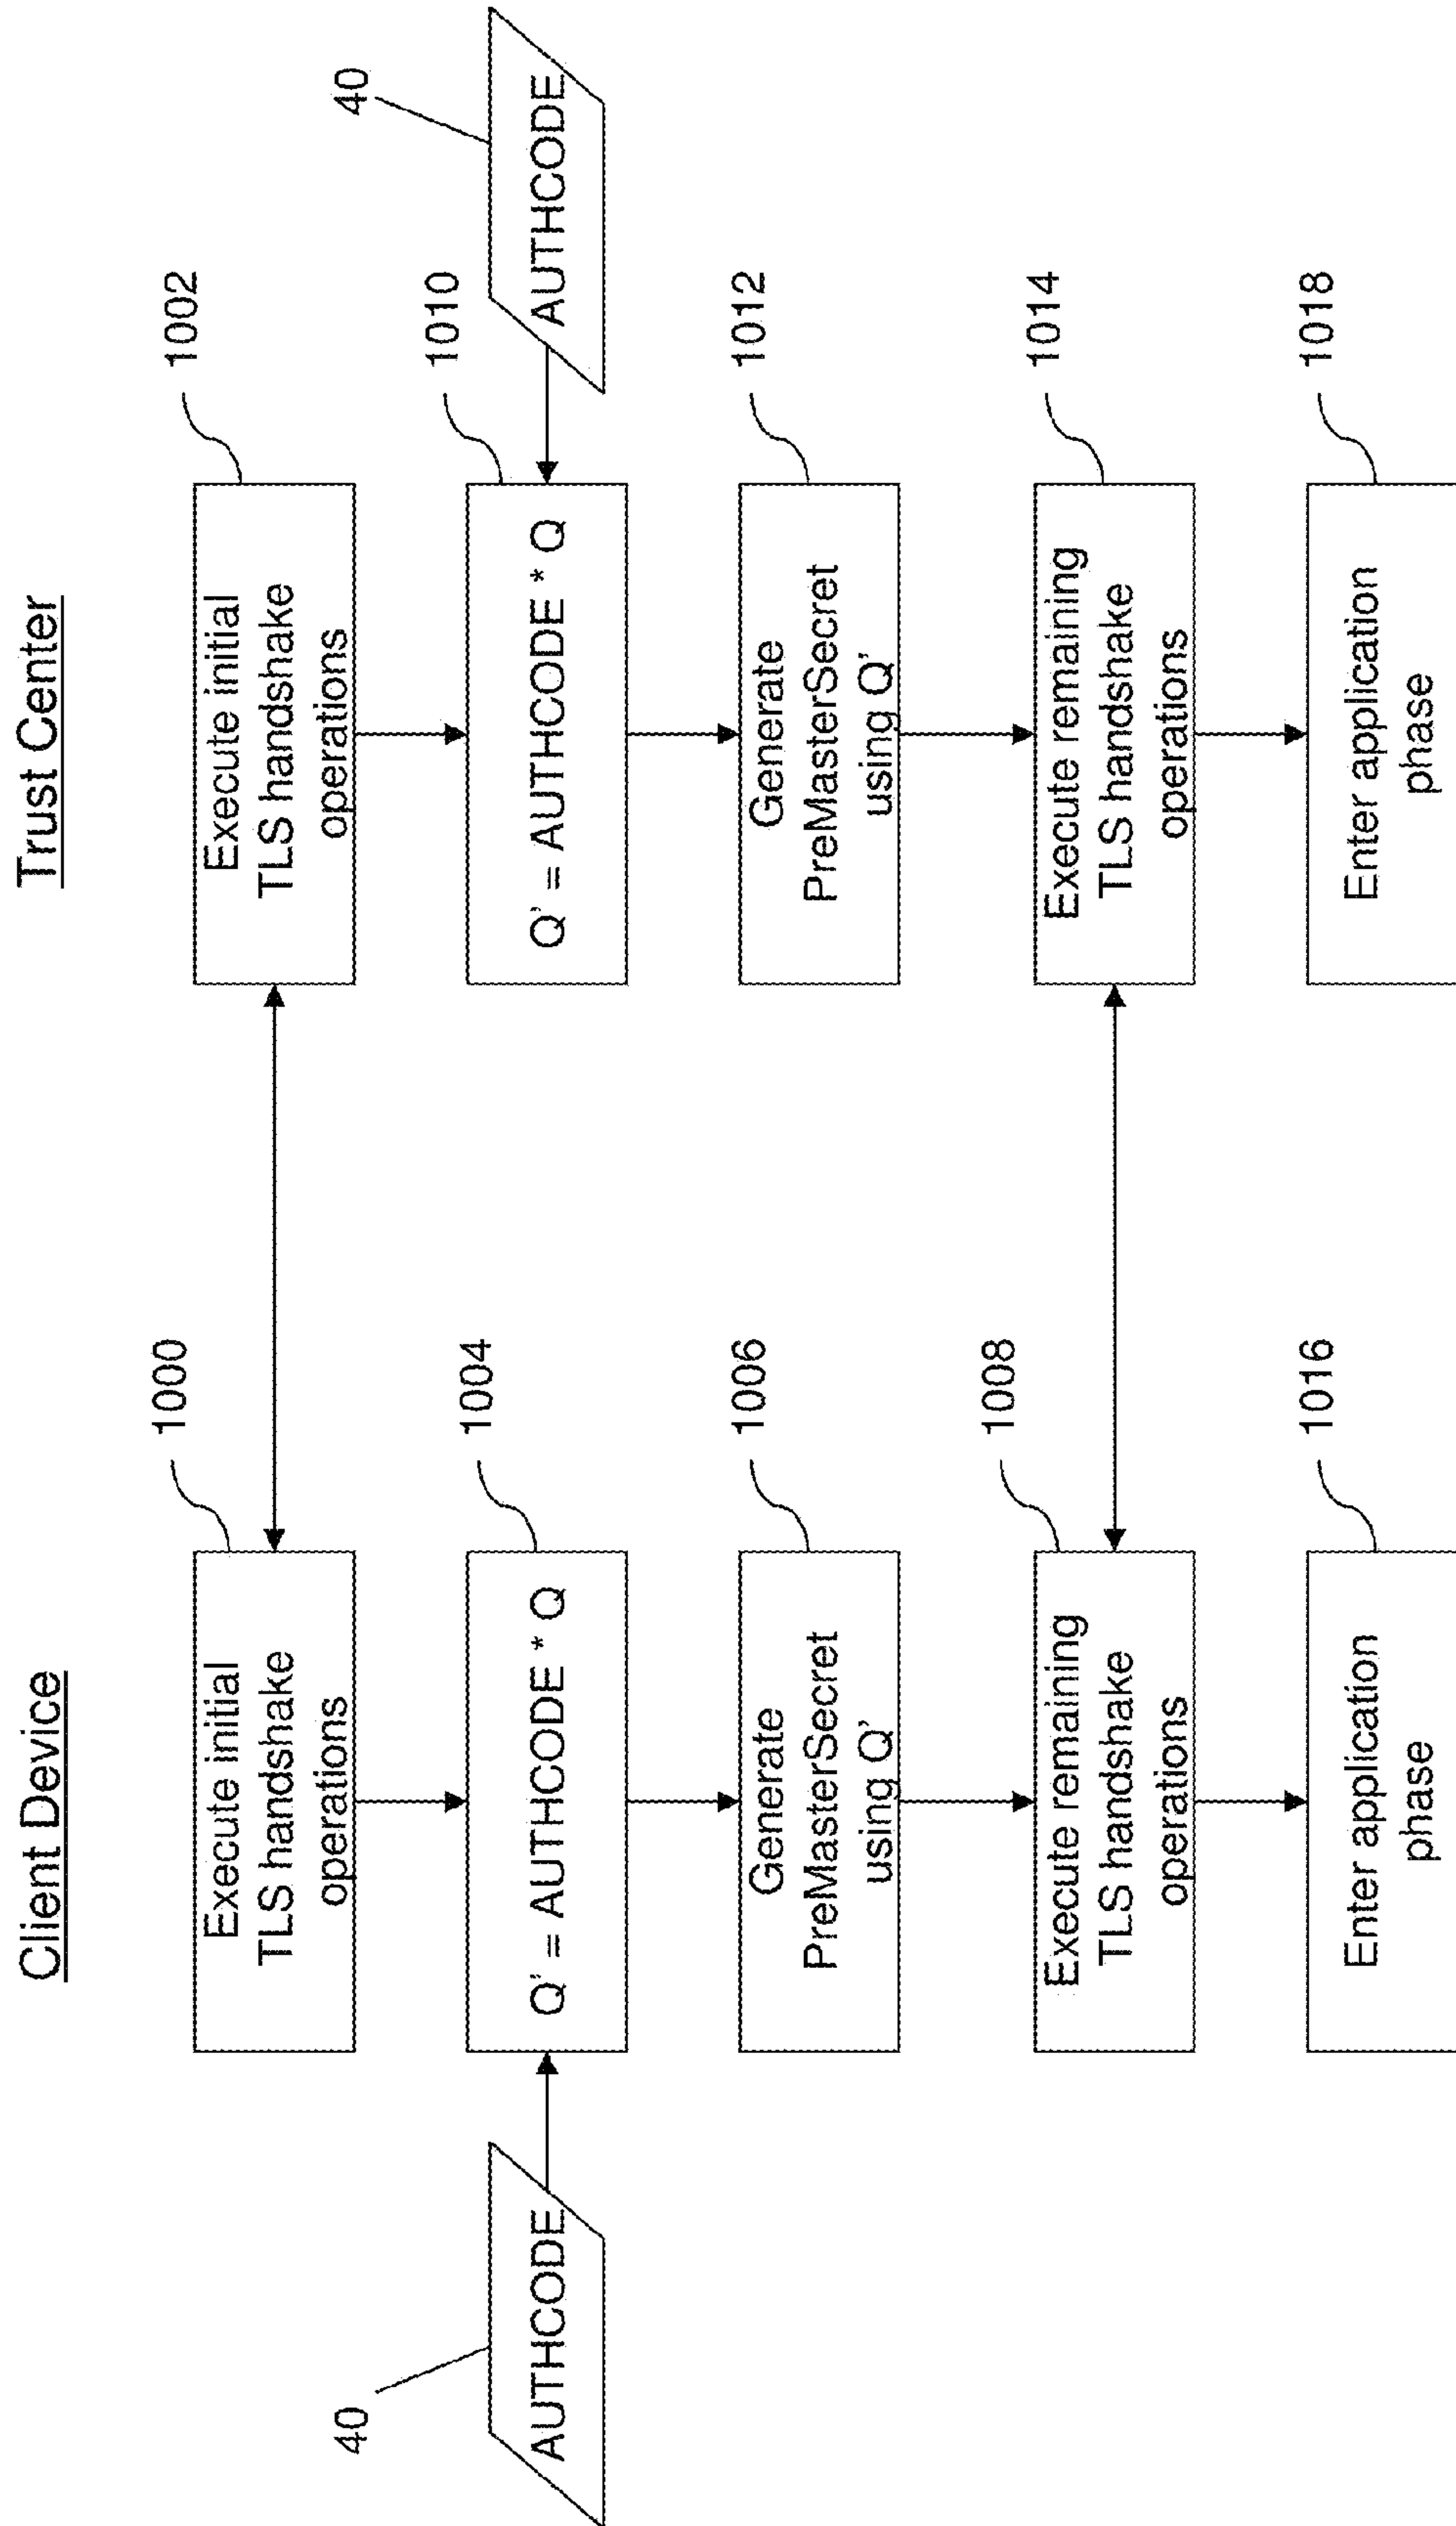 Client Device
Trust Center
1000
Execute initial
TLS handshake
operations
1002
Execute initial
TLS handshake
operations
40
AUTHCODE
1004
Q' = AUTHCODE * Q
1010
Q' = AUTHCODE * Q
40
AUTHCODE
1006
Generate
PreMasterSecret
using Q'
1012
Generate
PreMasterSecret
using Q'
1008
Execute remaining
TLS handshake
operations
1014
Execute remaining
TLS handshake
operations
1016
Enter application
phase
1018
Enter application
phase